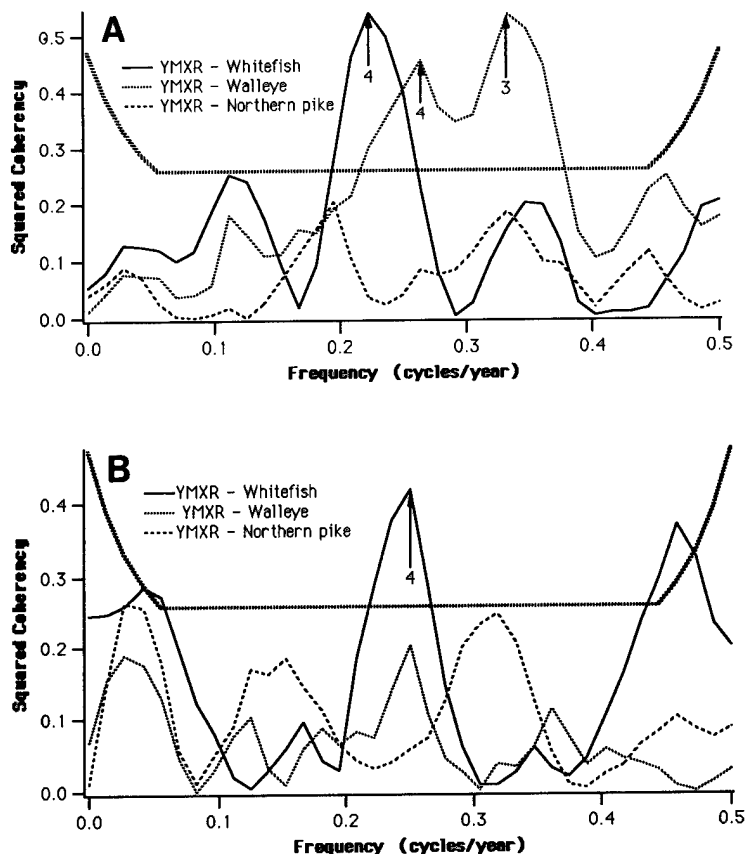 A
0.5
0.4
0.3
0.2
0.1
0.0
Squared Coherency
YMXR - Whitefish
YMXR - Walleye
YMXR - Northern pike
4
4
3
0.0
0.1
0.2
0.3
0.4
0.5
Frequency (cycles/year)
B
0.4
0.3
0.2
0.1
0.0
Squared Coherency
YMXR - Whitefish
YMXR - Walleye
YMXR - Northern pike
4
0.0
0.1
0.2
0.3
0.4
0.5
Frequency (cycles/year)